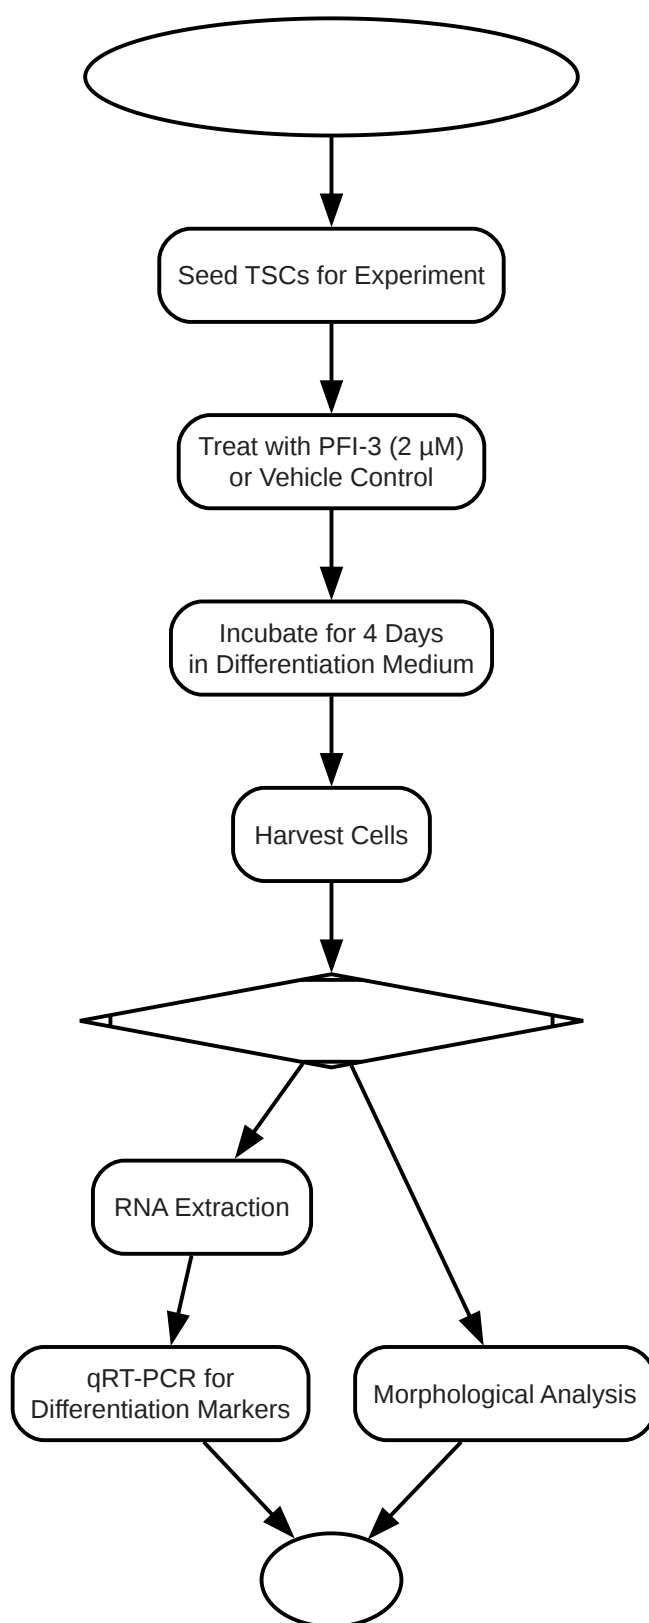 Seed TSCs for Experiment
Treat with PFI-3 (2 µM)
or Vehicle Control
Incubate for 4 Days
in Differentiation Medium
Harvest Cells
RNA Extraction
qRT-PCR for
Differentiation Markers
Morphological Analysis